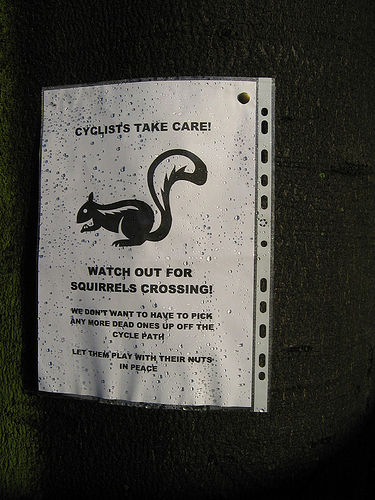 CYCLISTS TAKE CARE!
WATCH OUT FOR
SQUIRRELS CROSSING!
WE DON'T WANT TO HAVE TO PICK
ANY MORE DEAD ONES UP OFF THE
CYCLE PATH
LET THEM PLAY WITH THEIR NUTS
IN PEACE